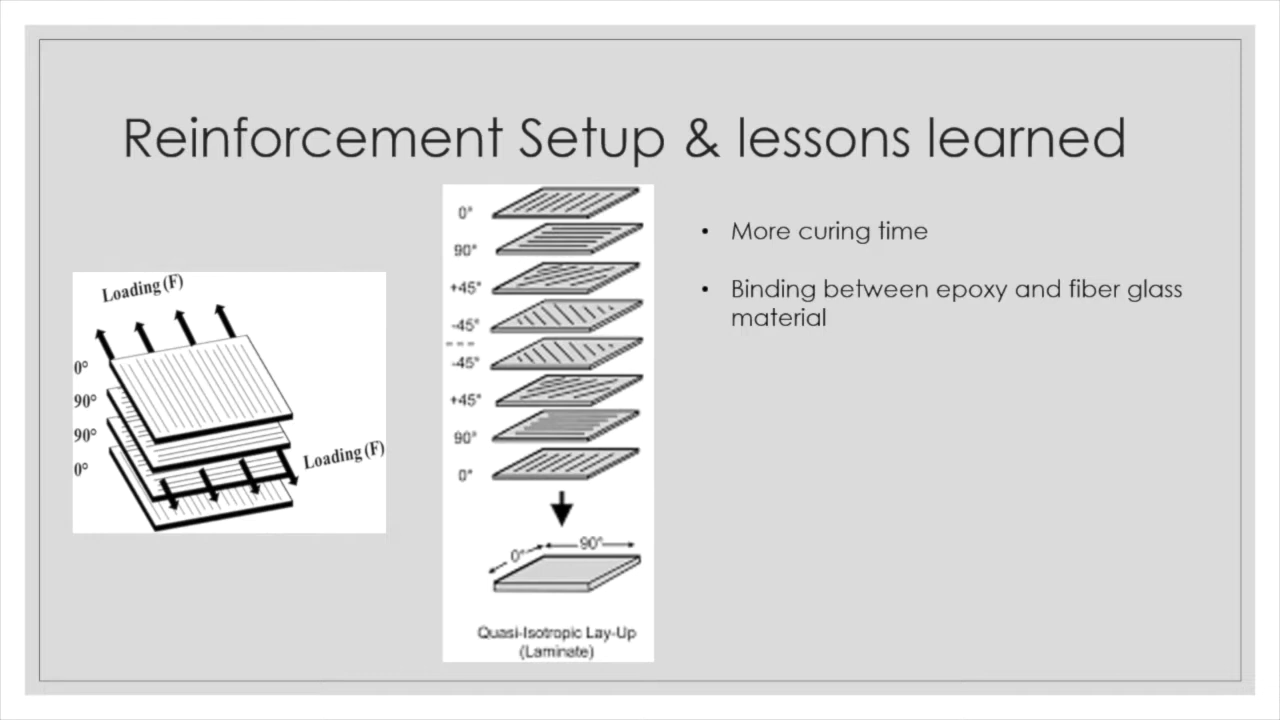 Reinforcement Setup & lessons learned
Loading (F)
0°
90°
90°
0°
Loading (F)
0°
90°
+45°
-45°
-45°
+45°
90°
0°
0°
90°
Quasi-Isotropic Lay-Up
(Laminate)
• More curing time
• Binding between epoxy and fiber glass
material